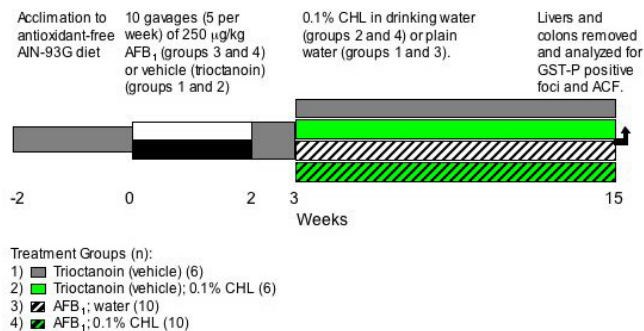 Acclimation to
antioxidant-free
AIN-93G diet
10 gavages (5 per
week) of 250 µg/kg
AFB₁ (groups 3 and 4)
or vehicle (trioctanoin)
(groups 1 and 2)
0.1% CHL in drinking water
(groups 2 and 4) or plain
water (groups 1 and 3).
Livers and
colons removed
and analyzed for
GST-P positive
foci and ACF.
-2 0 2 3 15
Weeks
Treatment Groups (n):
1) Trioctanoin (vehicle) (6)
2) Trioctanoin (vehicle); 0.1% CHL (6)
3) AFB₁; water (10)
4) AFB₁; 0.1% CHL (10)